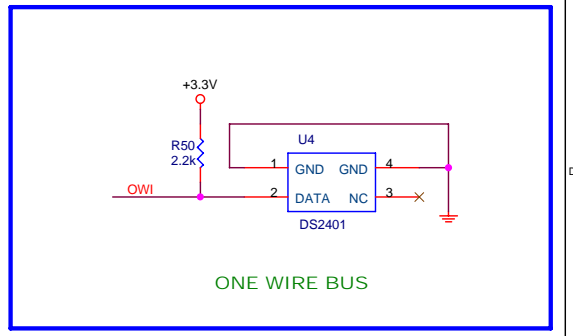 +3.3V
R50
2.2k
U4
1 GND GND 4
OWI
2 DATA NC 3
DS2401
ONE WIRE BUS